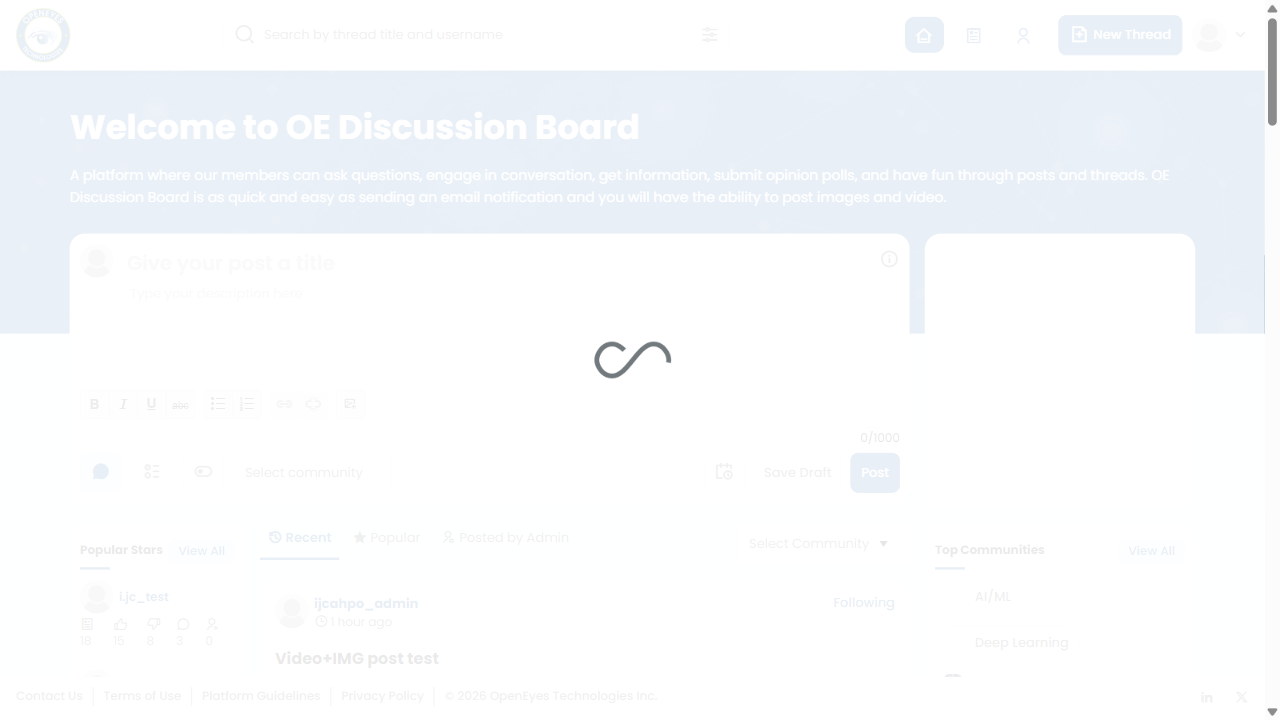 OPENEYES
Search by thread title and username
New Thread
Welcome to OE Discussion Board
A platform where our members can ask questions, engage in conversation, get information, submit opinion polls, and have fun through posts and threads. OE
Discussion Board is as quick and easy as sending an email notification and you will have the ability to post images and video.
Give your post a title
Type your description here
B I U abc
0/1000
Select community
Save Draft
Post
Popular Stars
View All
i.jc_test
18 15 8 3 0
Recent
Popular
Posted by Admin
Select Community
ijcahpo_admin
1 hour ago
Following
Video+IMG post test
Top Communities
View All
AI/ML
Deep Learning
Contact Us
Terms of Use
Platform Guidelines
Privacy Policy
© 2026 OpenEyes Technologies Inc.